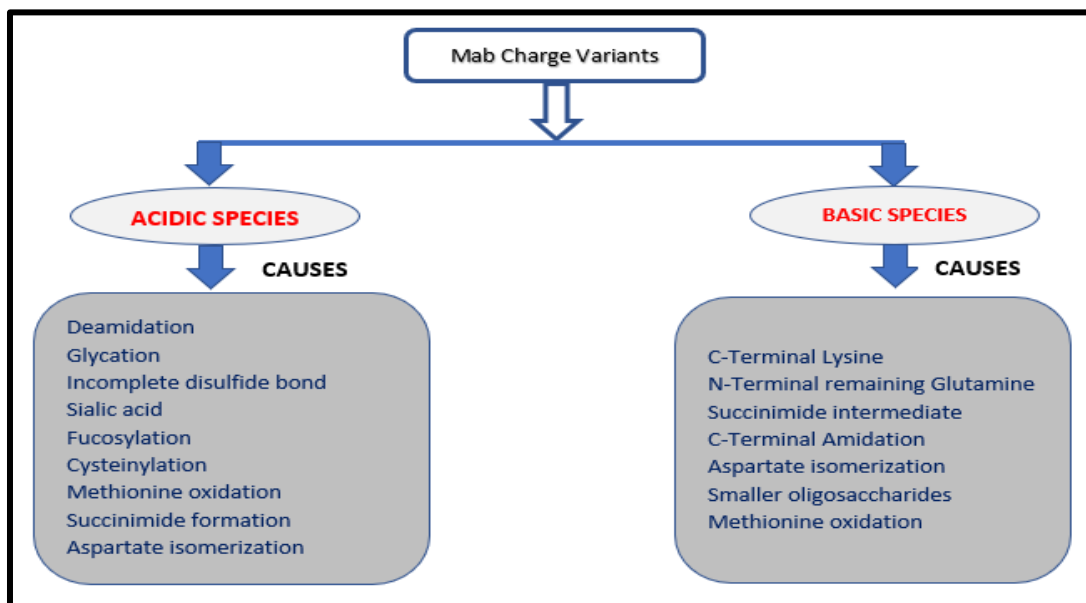 Mab Charge Variants
ACIDIC SPECIES
CAUSES
Deamidation
Glycation
Incomplete disulfide bond
Sialic acid
Fucosylation
Cysteinylation
Methionine oxidation
Succinimide formation
Aspartate isomerization
BASIC SPECIES
CAUSES
C-Terminal Lysine
N-Terminal remaining Glutamine
Succinimide intermediate
C-Terminal Amidation
Aspartate isomerization
Smaller oligosaccharides
Methionine oxidation